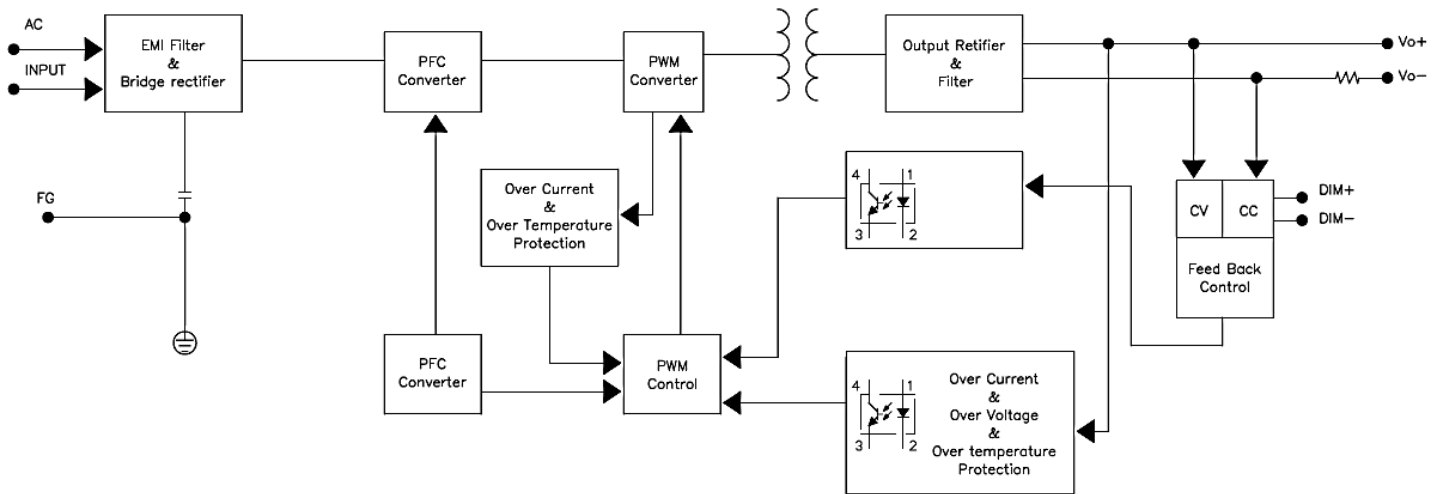 AC
INPUT
EMI Filter
&
Bridge rectifier
FG
PFC
Converter
PWM
Converter
Output Retifier
&
Filter
Vo+
Vo-
Over Current
&
Over Temperature
Protection
4 1
3 2
CV CC
DIM+
DIM-
Feed Back
Control
PFC
Converter
PWM
Control
4 1
3 2
Over Current
&
Over Voltage
&
Over temperature
Protection